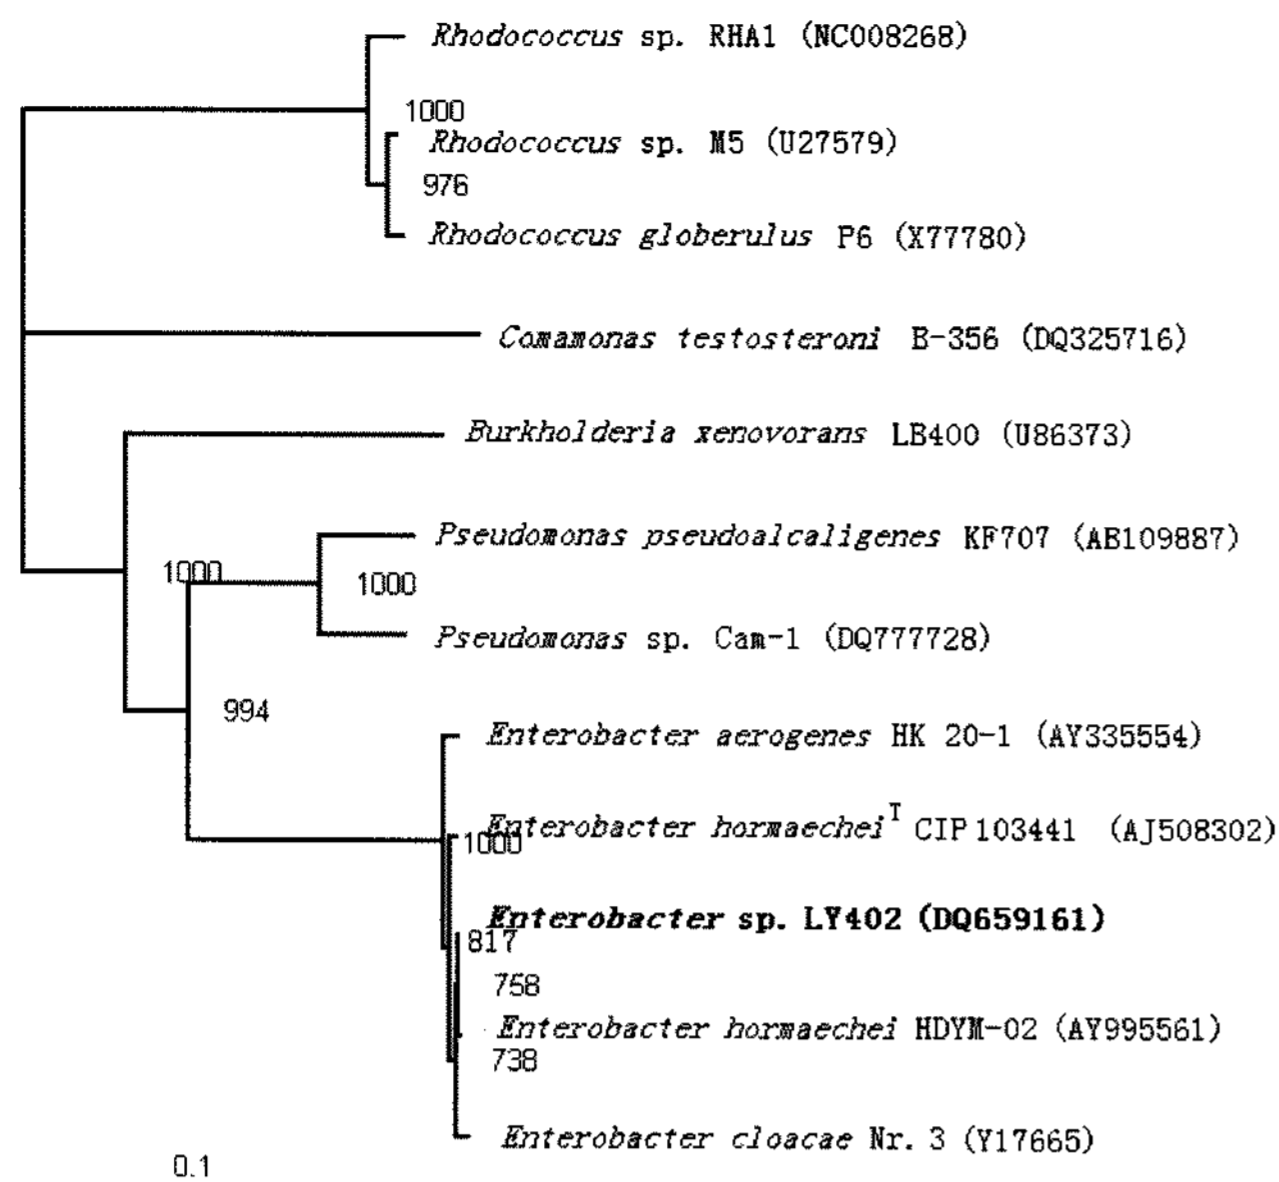 Rhodococcus sp. RHA1 (NC008268)
1000
Rhodococcus sp. M5 (U27579)
976
Rhodococcus globerulus P6 (X77780)
Comamonas testosteroni B-356 (DQ325716)
Burkholderia xenovorans LB400 (U86373)
Pseudomonas pseudoalcaligenes KF707 (AB109887)
1000
1000
Pseudomonas sp. Cam-1 (DQ777728)
994
Enterobacter aerogenes HK 20-1 (AY335554)
Enterobacter hormaechei^T CIP 103441 (AJ508302)
1000
Enterobacter sp. LY402 (DQ659161)
817
758
Enterobacter hormaechei HDYM-02 (AY995561)
738
Enterobacter cloacae Nr. 3 (Y17665)
0.1